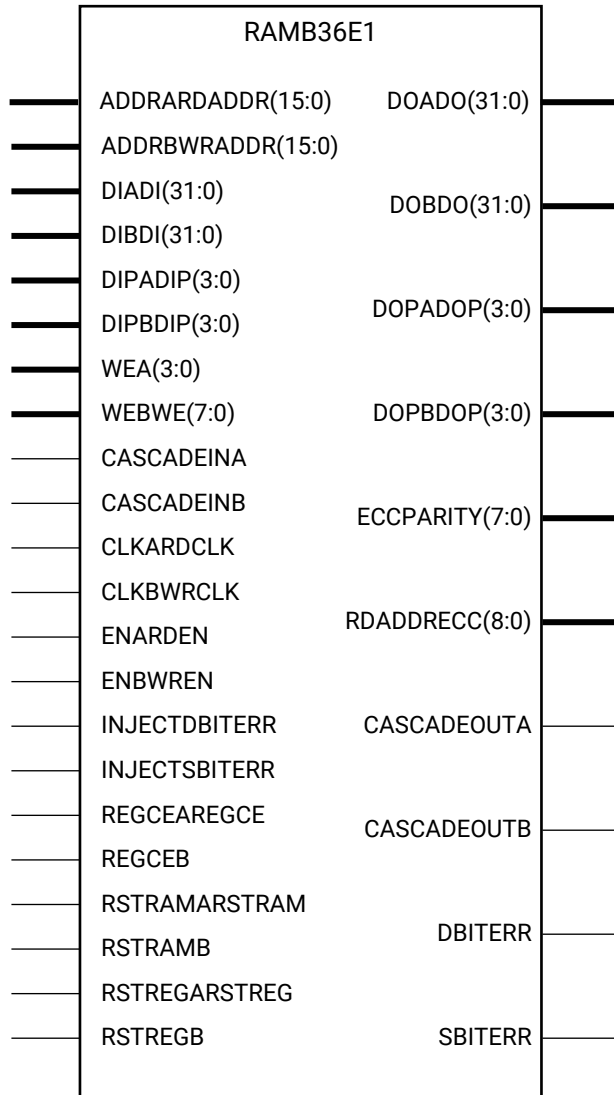 RAMB36E1
ADDRARDADDR(15:0)
ADDRBWRADDR(15:0)
DIADI(31:0)
DIBDI(31:0)
DIPADIP(3:0)
DIPBDIP(3:0)
WEA(3:0)
WEBWE(7:0)
CASCADEINA
CASCADEINB
CLKARDCLK
CLKBWRCLK
ENARDEN
ENBWREN
INJECTDBITERR
INJECTSBITERR
REGCEAREGCE
REGCEB
RSTRAMARSTRAM
RSTRAMB
RSTREGARSTREG
RSTREGB
DOADO(31:0)
DOBDO(31:0)
DOPADOP(3:0)
DOPBDOP(3:0)
ECCPARITY(7:0)
RDADDRECC(8:0)
CASCADEOUTA
CASCADEOUTB
DBITERR
SBITERR